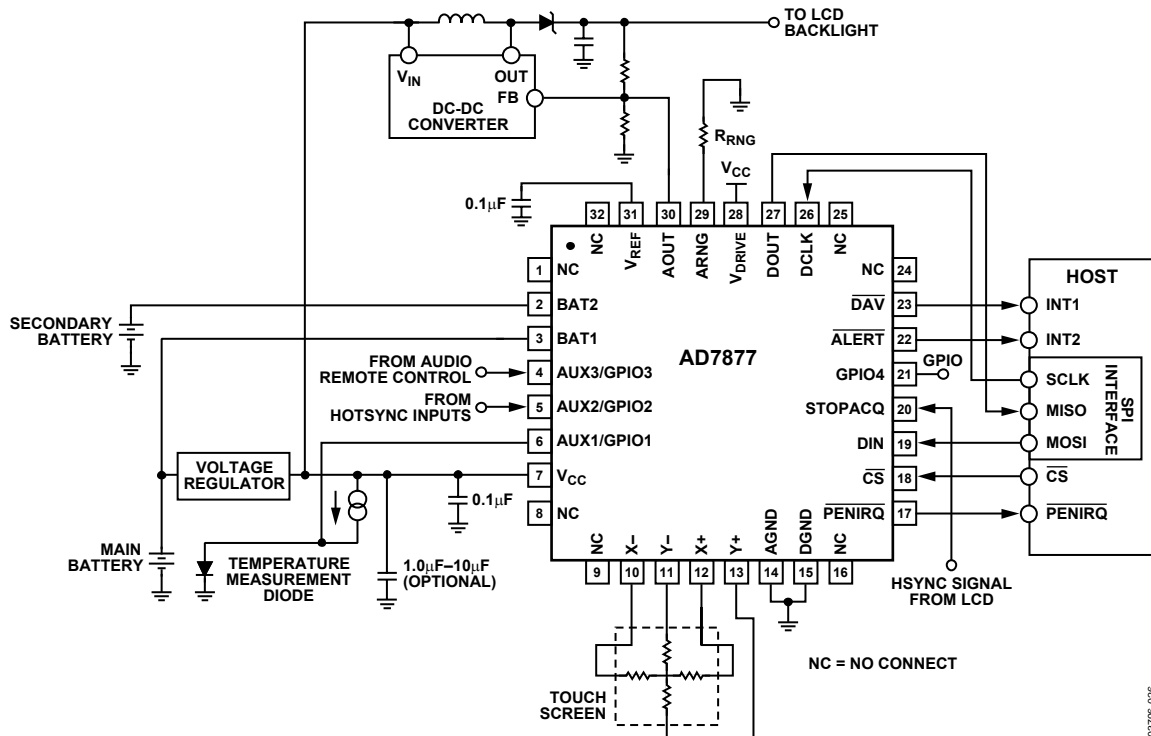 TO LCD
BACKLIGHT
VIN
OUT
FB
DC-DC
CONVERTER
RRNG
VCC
0.1µF
32
31
30
29
28
27
26
25
NC
VREF
AOUT
ARNG
VDRIVE
DOUT
DCLK
NC
1 NC
2 BAT2
3 BAT1
4 AUX3/GPIO3
5 AUX2/GPIO2
6 AUX1/GPIO1
7 VCC
8 NC
AD7877
NC 24
DAV 23
ALERT 22
GPIO4 21
GPIO
STOPACQ 20
DIN 19
CS 18
PENIRQ 17
HOST
INT1
INT2
SCLK
MISO
MOSI
SPI
INTERFACE
CS
PENIRQ
SECONDARY
BATTERY
FROM AUDIO
REMOTE CONTROL
FROM
HOTSYNC INPUTS
VOLTAGE
REGULATOR
0.1µF
MAIN
BATTERY
TEMPERATURE
MEASUREMENT
DIODE
1.0µF–10µF
(OPTIONAL)
NC
X–
Y–
X+
Y+
AGND
DGND
NC
9
10
11
12
13
14
15
16
HSYNC SIGNAL
FROM LCD
NC = NO CONNECT
TOUCH
SCREEN